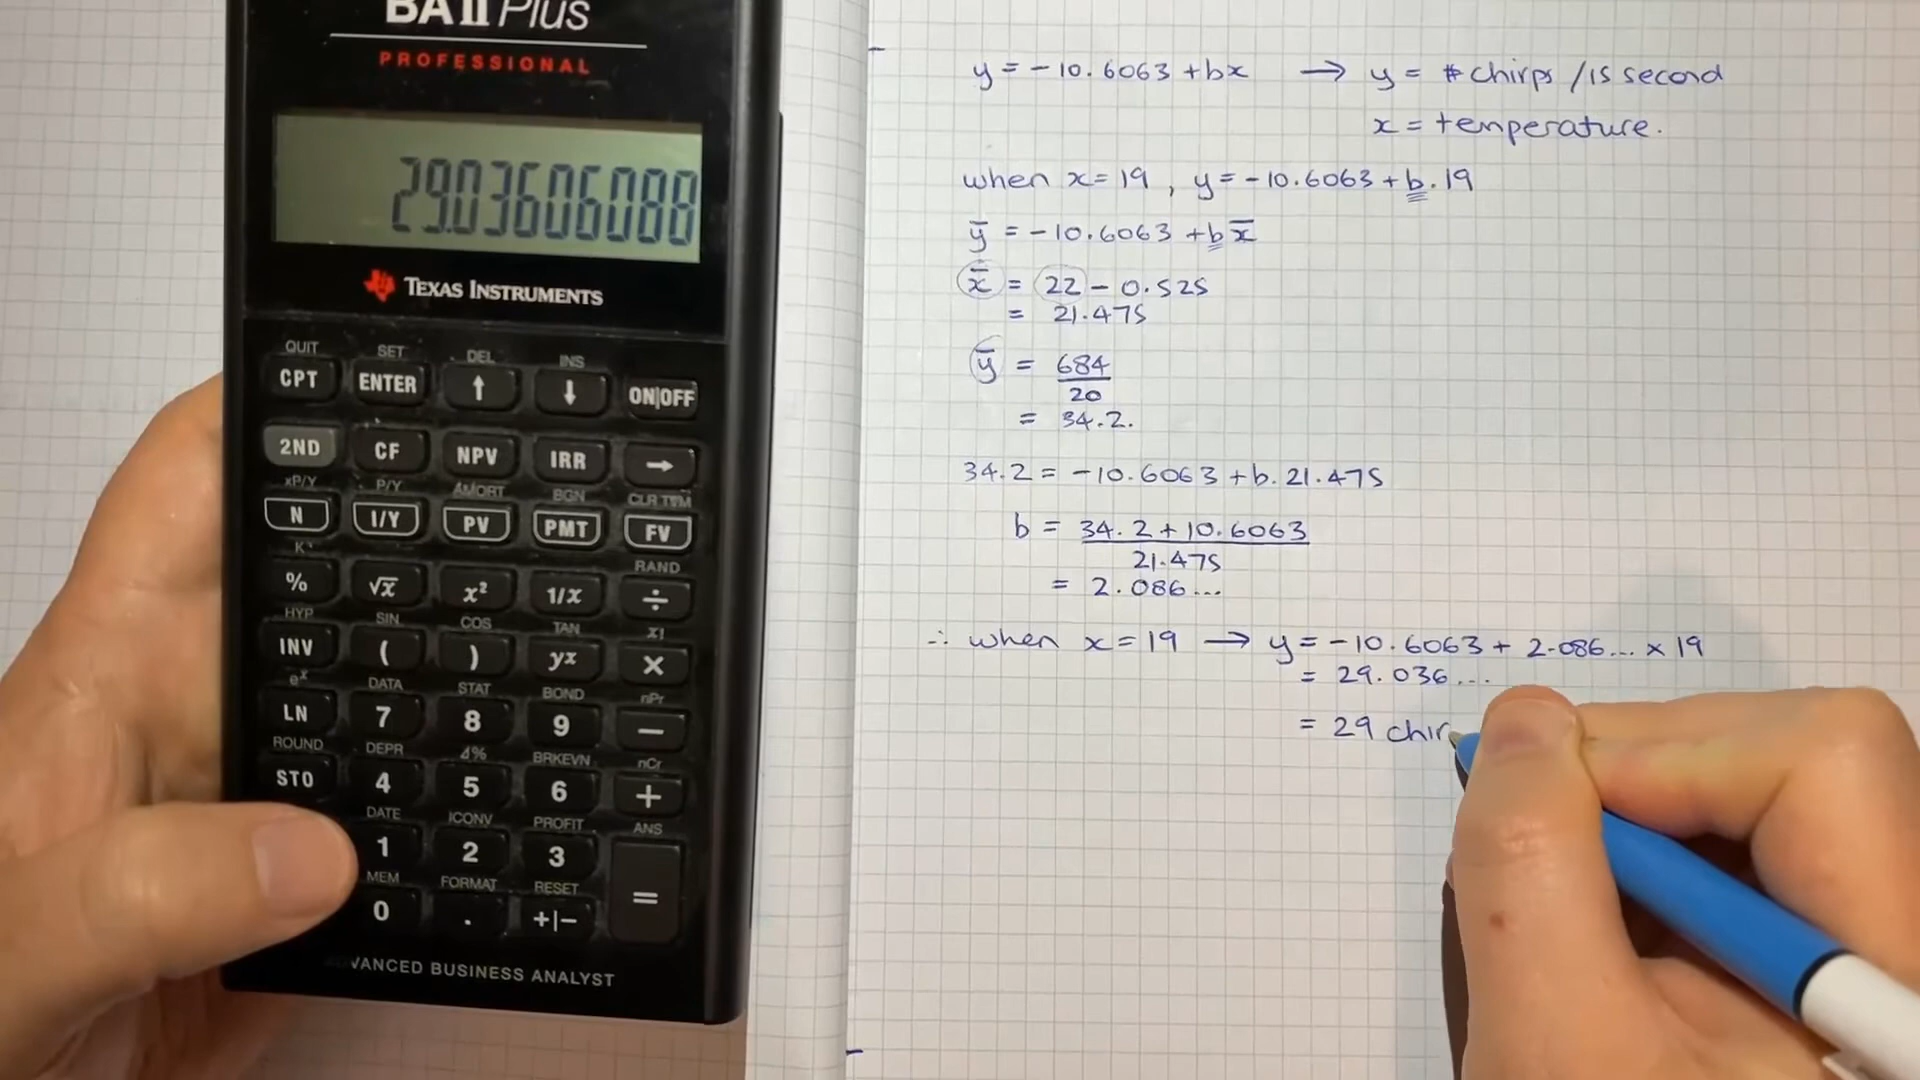 BA II Plus
PROFESSIONAL
29.03606088
TEXAS INSTRUMENTS
QUIT SET DEL INS
CPT ENTER ↑ ↓ ON|OFF
2ND CF NPV IRR →
xP/Y P/Y AMORT BGN CLR TVM
N I/Y PV PMT FV
K RAND
% √x x² 1/x ÷
HYP SIN COS TAN x!
INV ( ) yˣ ×
eˣ DATA STAT BOND nPr
LN 7 8 9 −
ROUND DEPR Δ% BRKEVN nCr
STO 4 5 6 +
DATE ICONV PROFIT ANS
1 2 3 =
MEM FORMAT RESET
0 . +|−
VANCED BUSINESS ANALYST
y = -10.6063 + bx → y = # chirps /15 second
x = temperature.
when x = 19 , y = -10.6063 + b . 19
ȳ = -10.6063 + b x̄
x̄ = 22 - 0.525
= 21.475
ȳ = 684
20
= 34.2.
34.2 = -10.6063 + b. 21.475
b = 34.2 + 10.6063
21.475
= 2.086...
∴ when x = 19 → y = -10.6063 + 2.086... × 19
= 29.036...
= 29 chir